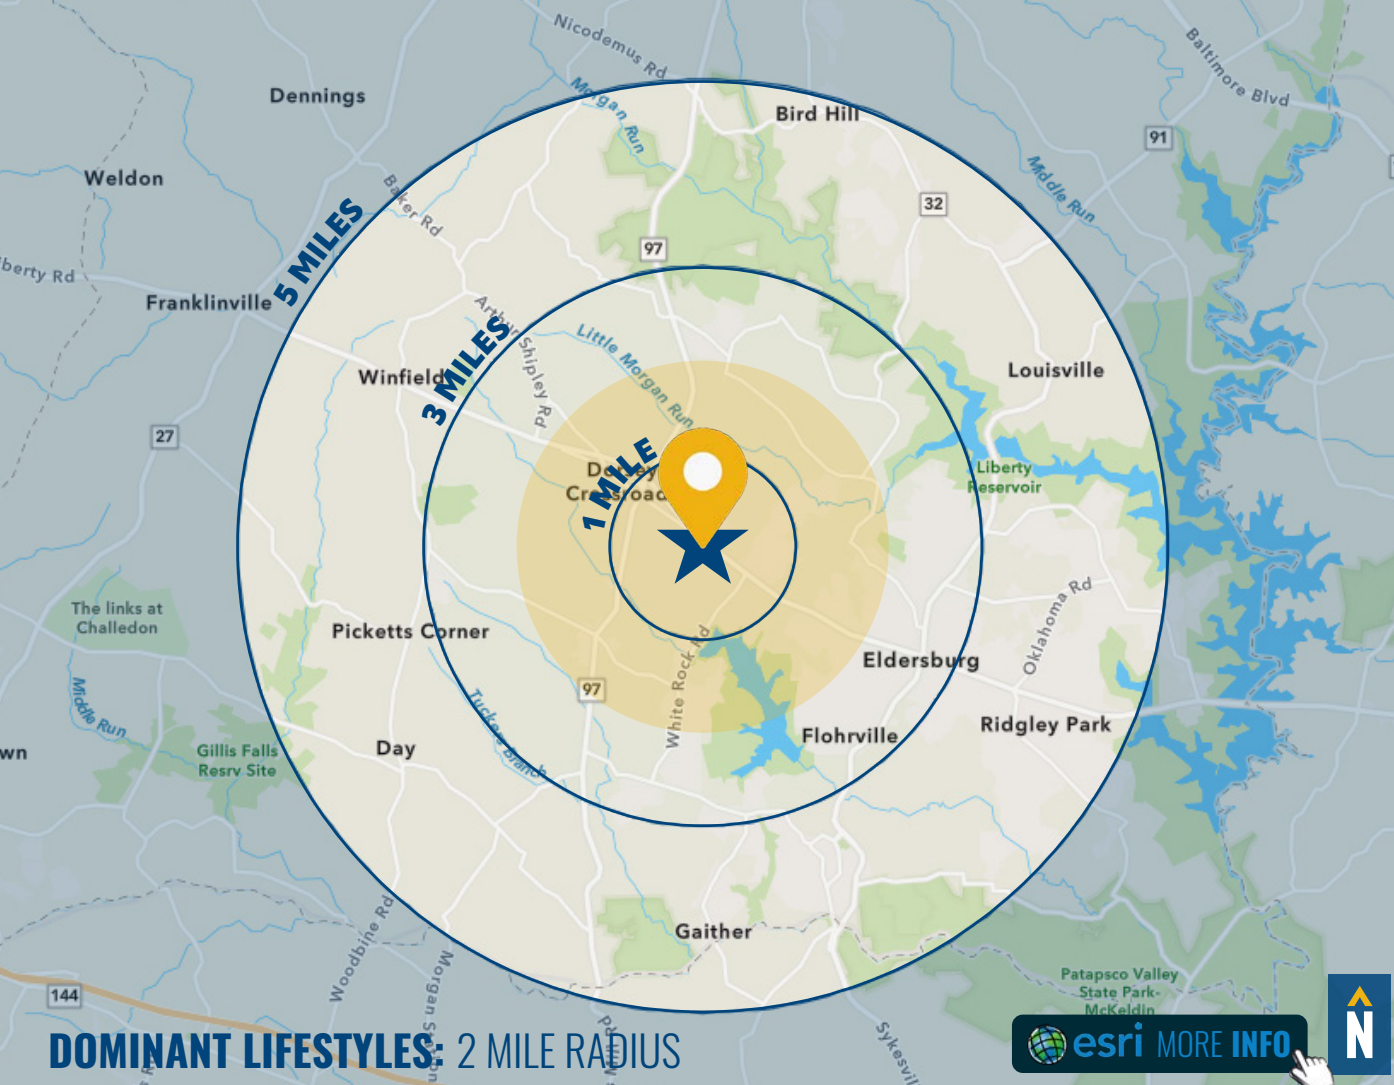 Nicodemus Rd
Baltimore Blvd
Dennings
Morgan Run
Bird Hill
91
Weldon
Middle Run
Baker Rd
32
5 MILES
97
Franklinville
Arthur Shipley Rd
3 MILES
Little Morgan Run
Winfield
Louisville
27
1 MILE
Liberty
Reservoir
The links at
Challedon
Oklahoma Rd
Picketts Corner
White Rock Rd
Eldersburg
97
Middle Run
Tuckers Branch
Ridgley Park
Flohrville
Day
Gillis Falls
Resrv Site
wn
Woodbine Rd
Gaither
Patapsco Valley
State Park-
McKeldin
144
DOMINANT LIFESTYLES: 2 MILE RADIUS
esri MORE INFO
N